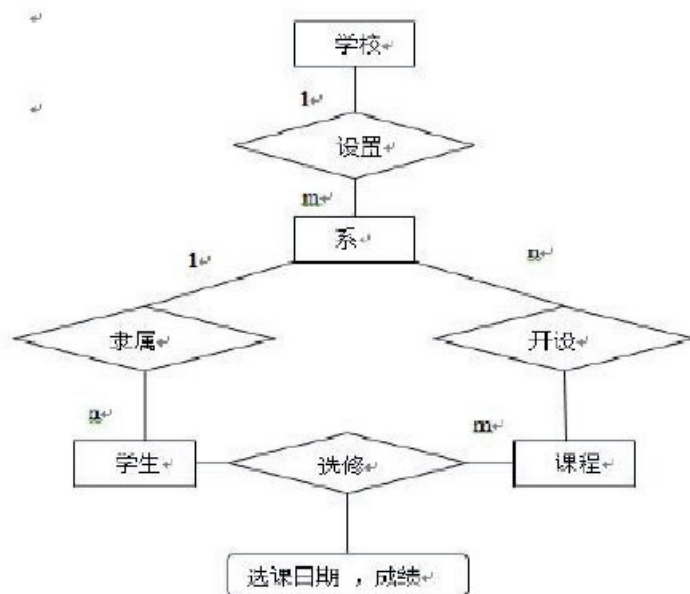 学校
1
设置
m
系
1 n
隶属 开设
n m
学生 选修 课程
选课日期 ，成绩